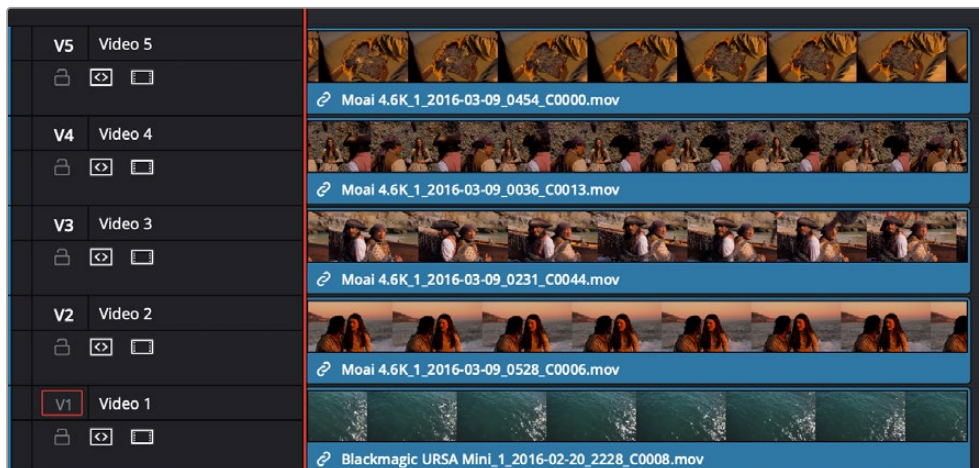 V5 Video 5
Moai 4.6K_1_2016-03-09_0454_C0000.mov
V4 Video 4
Moai 4.6K_1_2016-03-09_0036_C0013.mov
V3 Video 3
Moai 4.6K_1_2016-03-09_0231_C0044.mov
V2 Video 2
Moai 4.6K_1_2016-03-09_0528_C0006.mov
V1 Video 1
Blackmagic URSA Mini_1_2016-02-20_2228_C0008.mov